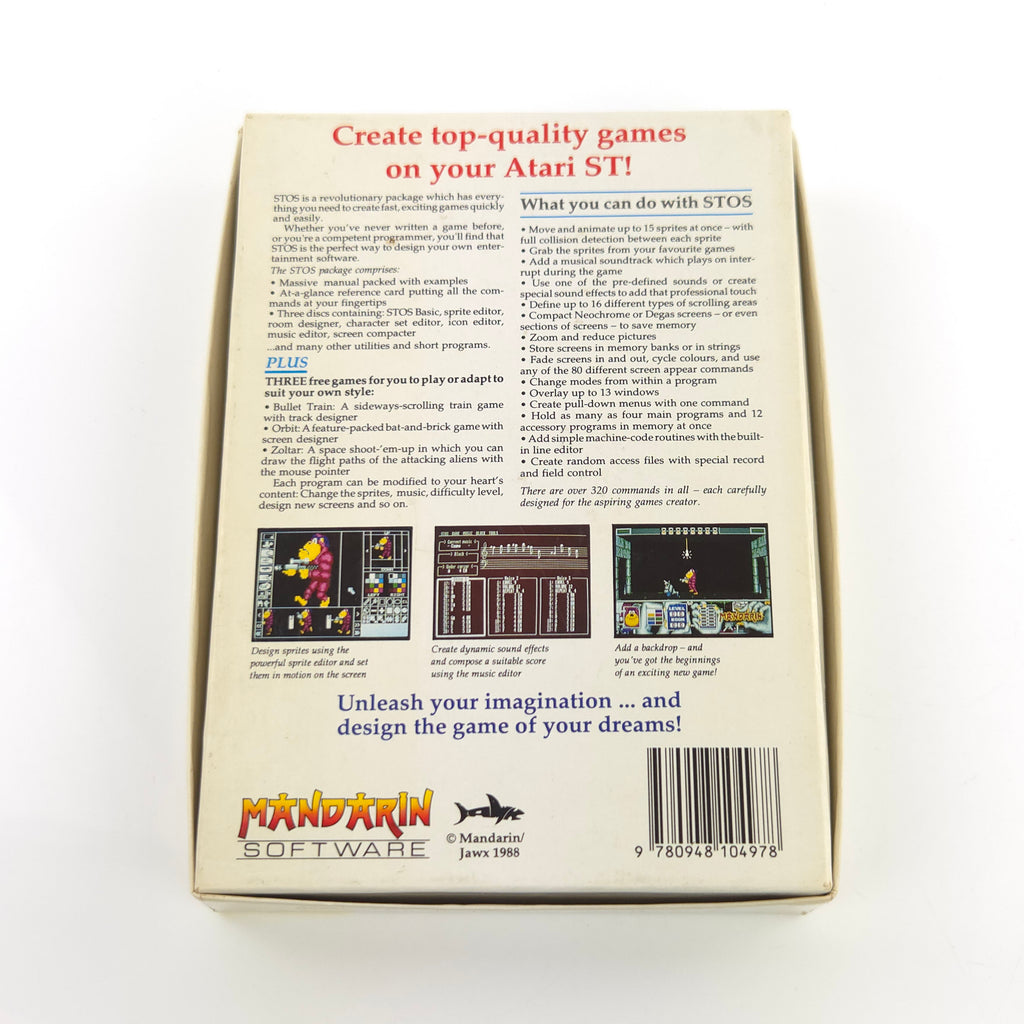 Create top-quality games
on your Atari ST!
STOS is a revolutionary package which has every-
thing you need to create fast, exciting games quickly
and easily.
Whether you've never written a game before,
or you're a competent programmer, you'll find that
STOS is the perfect way to design your own enter-
tainment software.
The STOS package comprises:
• Massive manual packed with examples
• At-a-glance reference card putting all the com-
mands at your fingertips
• Three discs containing: STOS Basic, sprite editor,
room designer, character set editor, icon editor,
music editor, screen compacter
...and many other utilities and short programs.
PLUS
THREE free games for you to play or adapt to
suit your own style:
• Bullet Train: A sideways-scrolling train game
with track designer
• Orbit: A feature-packed bat-and-brick game with
screen designer
• Zoltar: A space shoot-'em-up in which you can
draw the flight paths of the attacking aliens with
the mouse pointer
Each program can be modified to your heart's
content: Change the sprites, music, difficulty level,
design new screens and so on.
What you can do with STOS
• Move and animate up to 15 sprites at once – with
full collision detection between each sprite
• Grab the sprites from your favourite games
• Add a musical soundtrack which plays on inter-
rupt during the game
• Use one of the pre-defined sounds or create
special sound effects to add that professional touch
• Define up to 16 different types of scrolling areas
• Compact Neochrome or Degas screens – or even
sections of screens – to save memory
• Zoom and reduce pictures
• Store screens in memory banks or in strings
• Fade screens in and out, cycle colours, and use
any of the 80 different screen appear commands
• Change modes from within a program
• Overlay up to 13 windows
• Create pull-down menus with one command
• Hold as many as four main programs and 12
accessory programs in memory at once
• Add simple machine-code routines with the built-
in line editor
• Create random access files with special record
and field control
There are over 320 commands in all – each carefully
designed for the aspiring games creator.
LEVEL
ROOM
MANDARIN
Design sprites using the
powerful sprite editor and set
them in motion on the screen
Create dynamic sound effects
and compose a suitable score
using the music editor
Add a backdrop – and
you've got the beginnings
of an exciting new game!
Unleash your imagination ... and
design the game of your dreams!
MANDARIN
SOFTWARE
Jawx
© Mandarin/
Jawx 1988
9 780948 104978